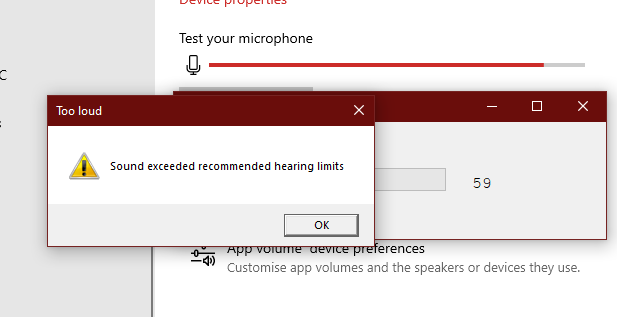 Device properties
Test your microphone
C
Too loud
Sound exceeded recommended hearing limits
59
OK
App volume device preferences
Customise app volumes and the speakers or devices they use.